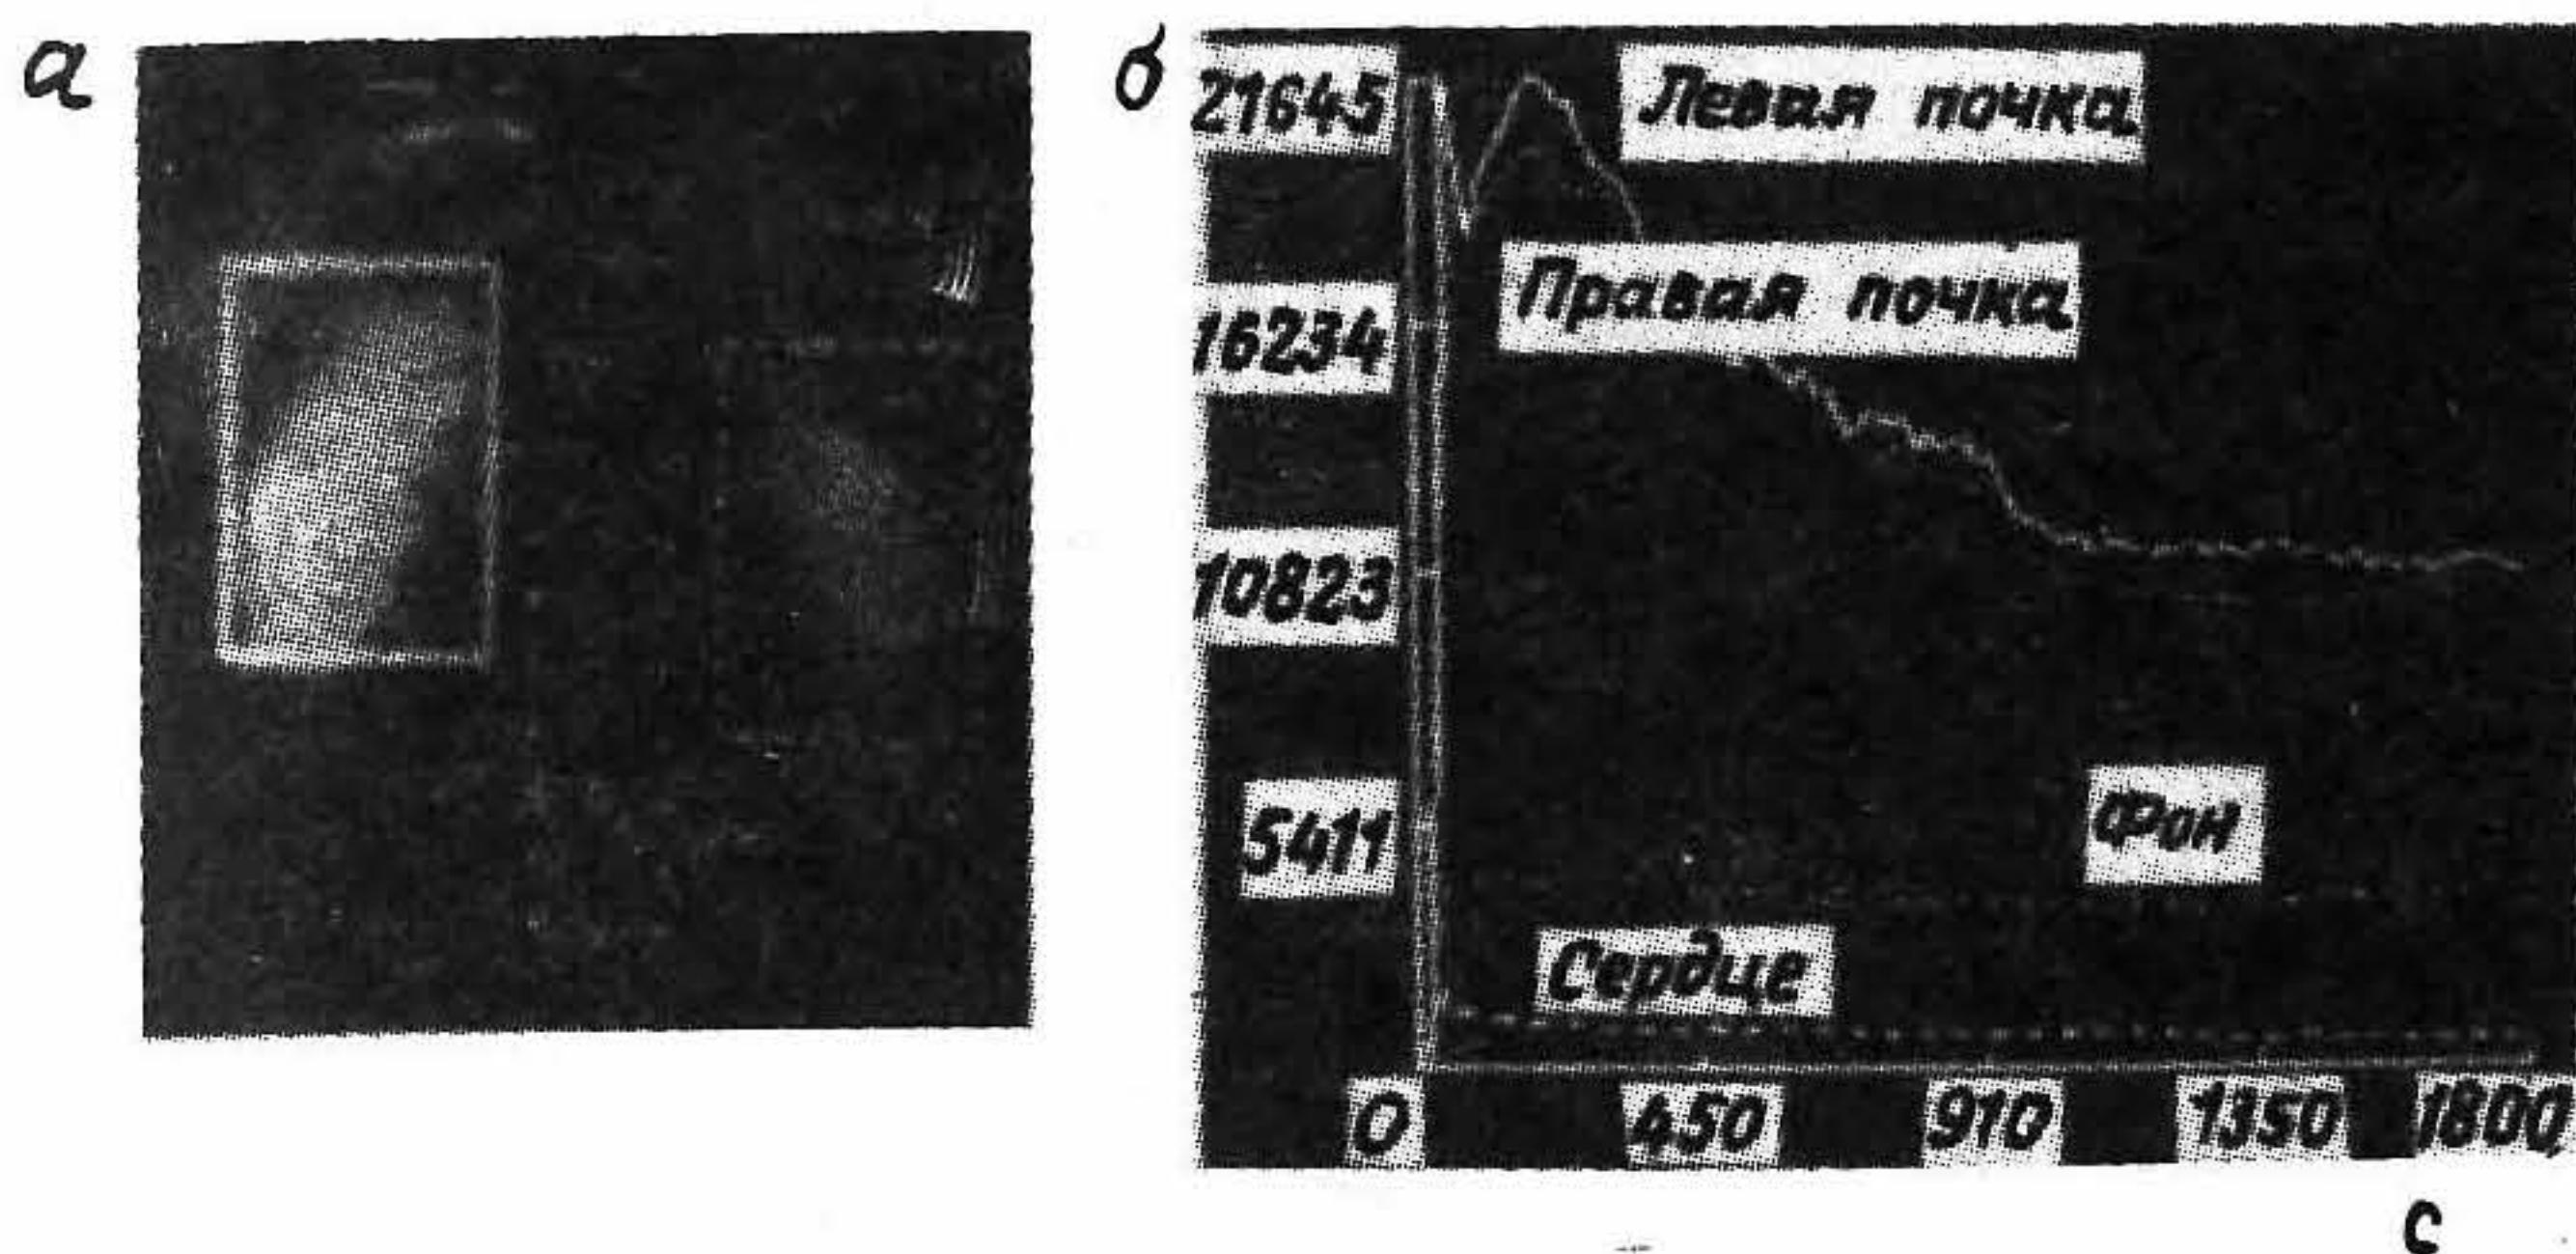 а
б
21645
Левая почка
Правая почка
16234
10823
5411
Фон
Сердце
0 450 910 1350 1800
с